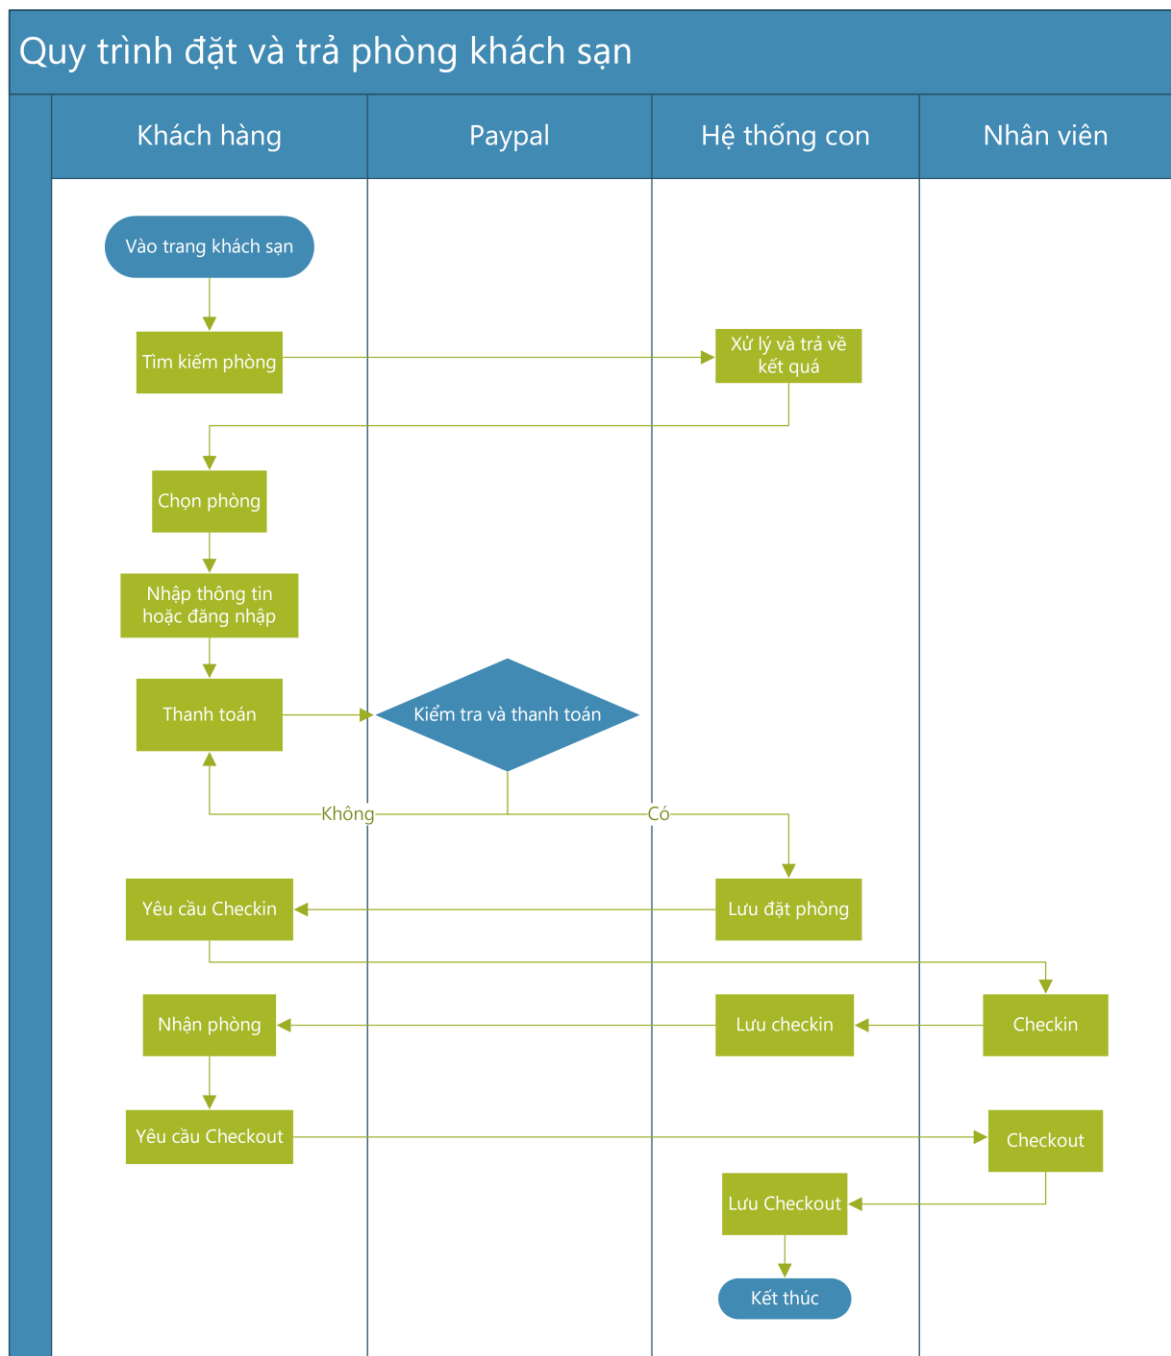 Quy trình đặt và trả phòng khách sạn
Khách hàng
Paypal
Hệ thống con
Nhân viên
Vào trang khách sạn
Tìm kiếm phòng
Xử lý và trả về
kết quá
Chọn phòng
Nhập thông tin
hoặc đăng nhập
Thanh toán
Kiểm tra và thanh toán
Không
Có
Yêu cầu Checkin
Lưu đặt phòng
Nhận phòng
Lưu checkin
Checkin
Yêu cầu Checkout
Checkout
Lưu Checkout
Kết thúc